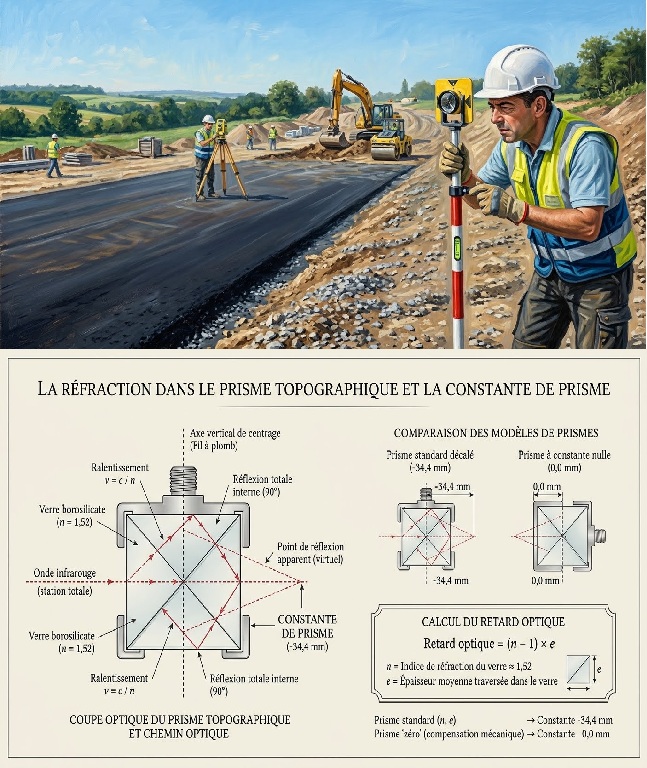 LA RÉFRACTION DANS LE PRISME TOPOGRAPHIQUE ET LA CONSTANTE DE PRISME
Axe vertical de centrage
(Fil à plomb)
Ralentissement
v = c / n
Réflexion totale
interne (90°)
Verre borosilicate
(n = 1,52)
Point de réflexion
apparent (virtuel)
Onde infrarouge
(station totale)
CONSTANTE
DE PRISME
(-34,4 mm)
Verre borosilicate
(n = 1,52)
Ralentissement
v = c / n
Réflexion totale interne
(90°)
COUPE OPTIQUE DU PRISME TOPOGRAPHIQUE
ET CHEMIN OPTIQUE
COMPARAISON DES MODÈLES DE PRISMES
Prisme standard décalé
(-34,4 mm)
Prisme à constante nulle
(0,0 mm)
-34,4 mm
0,0 mm
-34,4 mm
0,0 mm
CALCUL DU RETARD OPTIQUE
Retard optique = (n − 1) × e
n = Indice de réfraction du verre ≈ 1,52
e = Épaisseur moyenne traversée dans le verre
e
Prisme standard (n, e) → Constante -34,4 mm
Prisme 'zéro' (compensation mécanique) → Constante 0,0 mm